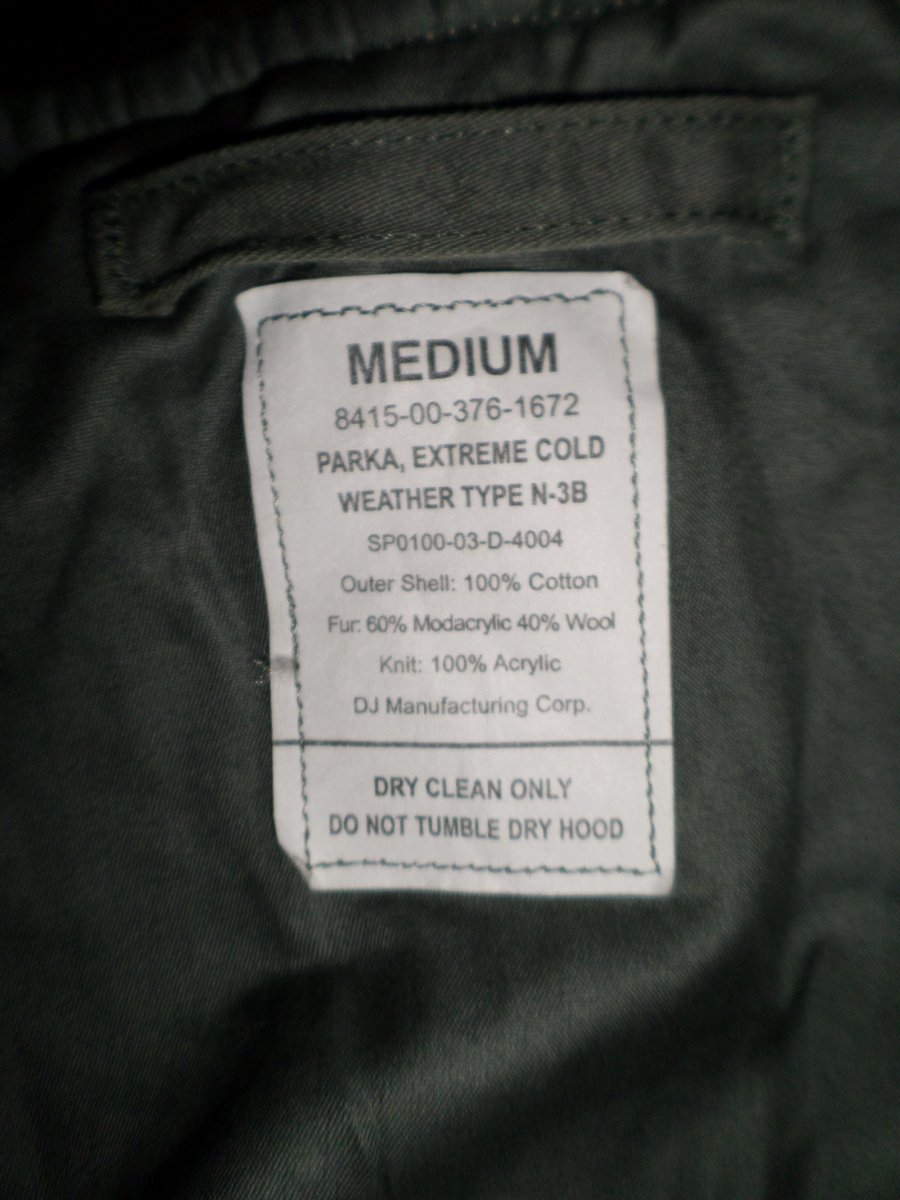 MEDIUM
8415-00-376-1672
PARKA, EXTREME COLD
WEATHER TYPE N-3B
SP0100-03-D-4004
Outer Shell: 100% Cotton
Fur: 60% Modacrylic 40% Wool
Knit: 100% Acrylic
DJ Manufacturing Corp.
DRY CLEAN ONLY
DO NOT TUMBLE DRY HOOD